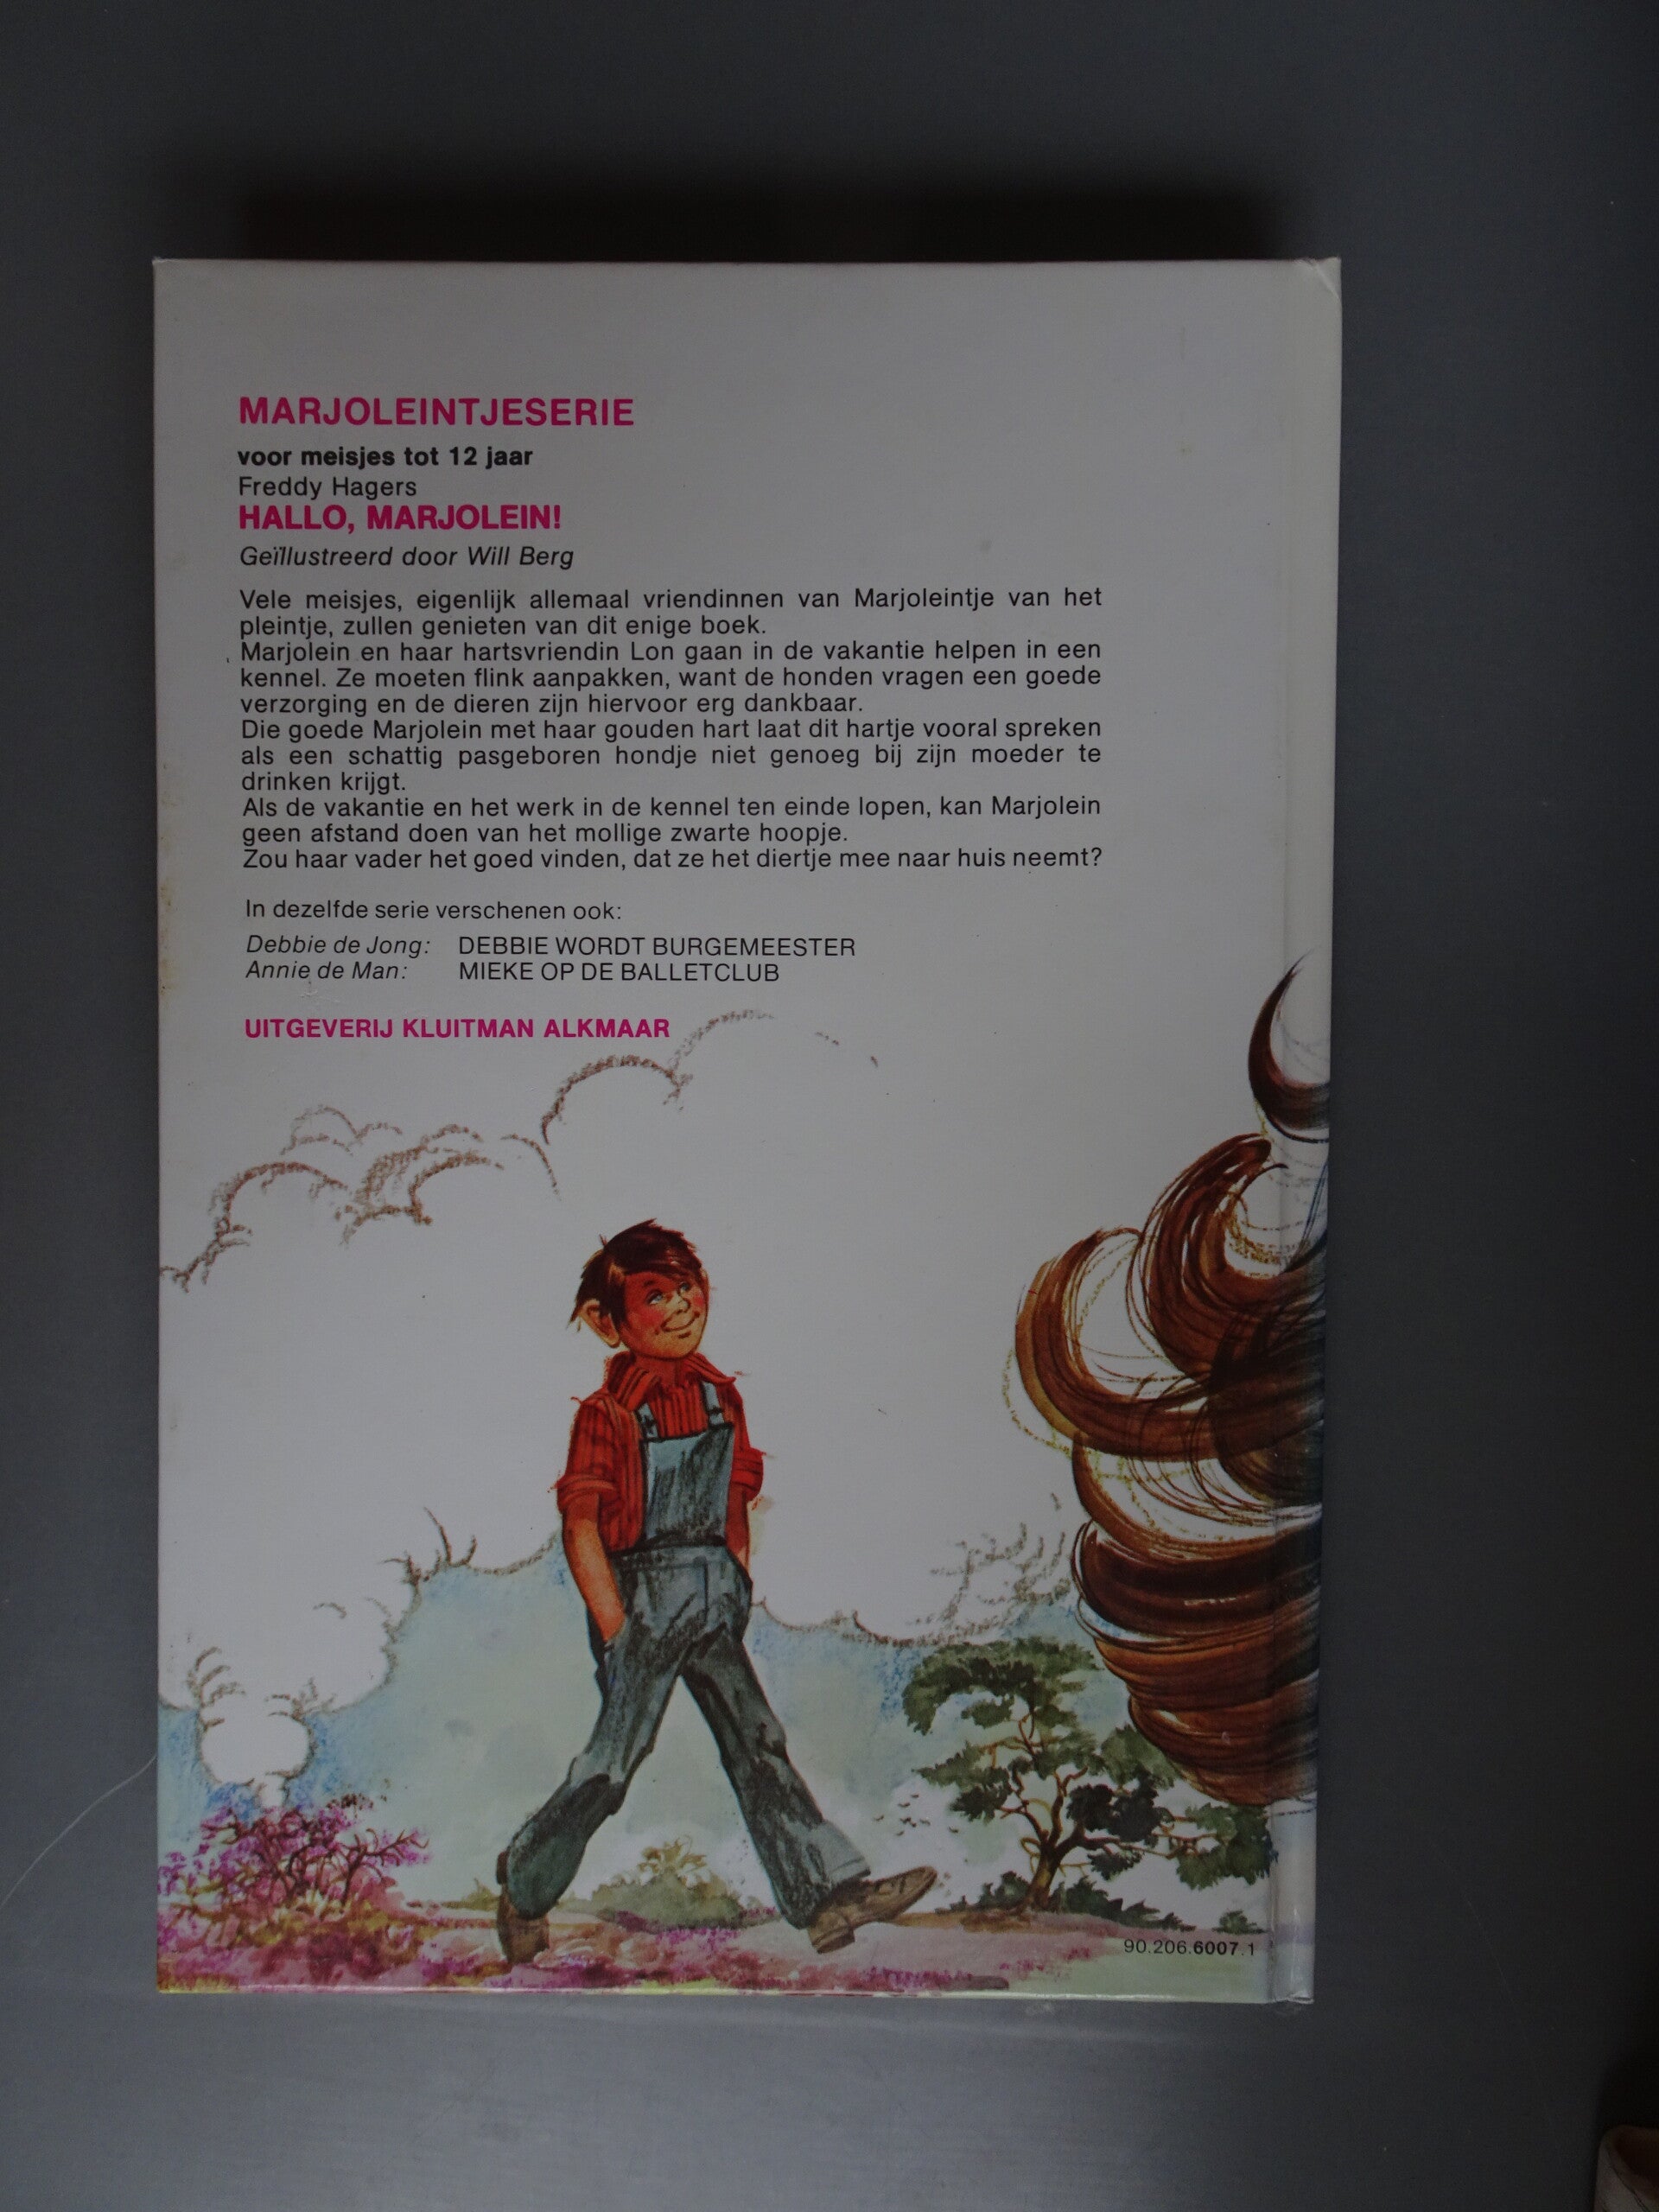 MARJOLEINTJESERIE
voor meisjes tot 12 jaar
Freddy Hagers
HALLO, MARJOLEIN!
Geïllustreerd door Will Berg
Vele meisjes, eigenlijk allemaal vriendinnen van Marjoleintje van het
pleintje, zullen genieten van dit enige boek.
Marjolein en haar hartsvriendin Lon gaan in de vakantie helpen in een
kennel. Ze moeten flink aanpakken, want de honden vragen een goede
verzorging en de dieren zijn hiervoor erg dankbaar.
Die goede Marjolein met haar gouden hart laat dit hartje vooral spreken
als een schattig pasgeboren hondje niet genoeg bij zijn moeder te
drinken krijgt.
Als de vakantie en het werk in de kennel ten einde lopen, kan Marjolein
geen afstand doen van het mollige zwarte hoopje.
Zou haar vader het goed vinden, dat ze het diertje mee naar huis neemt?
In dezelfde serie verschenen ook:
Debbie de Jong: DEBBIE WORDT BURGEMEESTER
Annie de Man: MIEKE OP DE BALLETCLUB
UITGEVERIJ KLUITMAN ALKMAAR
90.206.6007.1